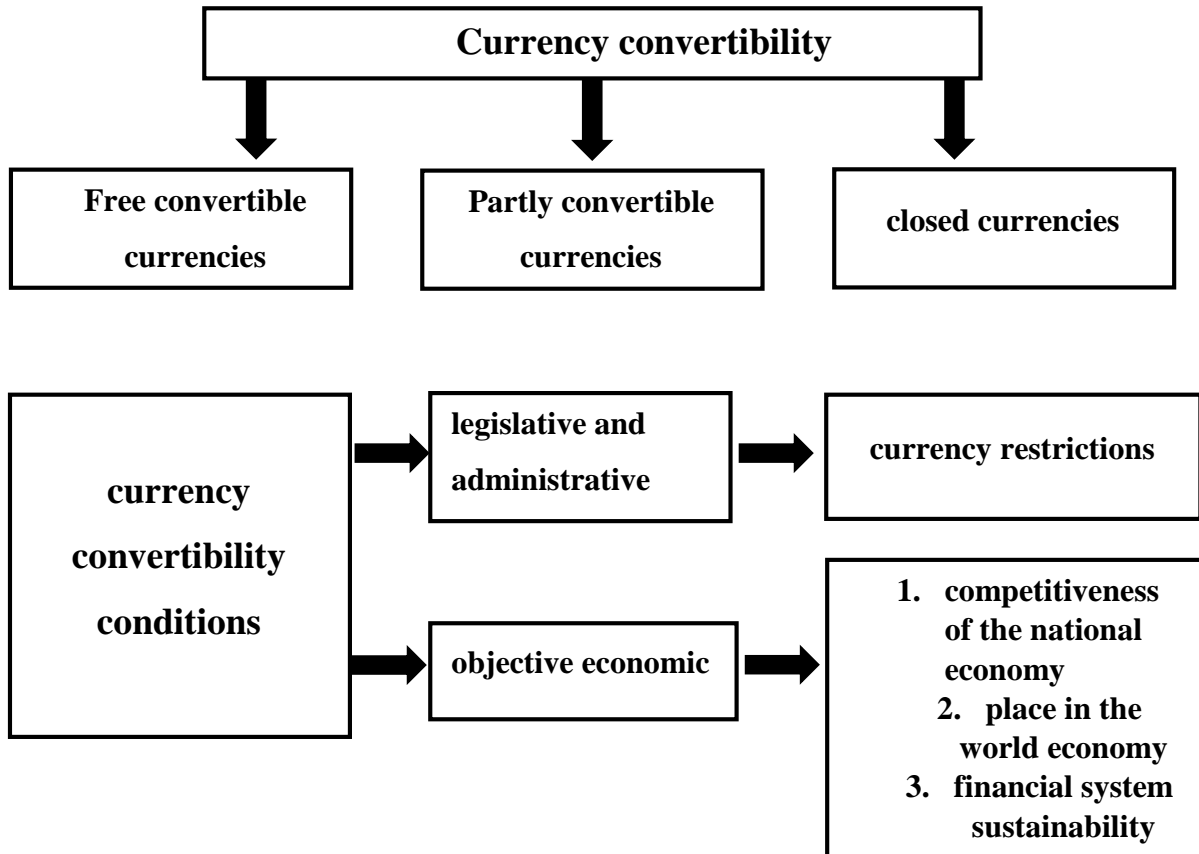 Currency convertibility
Free convertible
currencies
Partly convertible
currencies
closed currencies
currency
convertibility
conditions
legislative and
administrative
currency restrictions
objective economic
1. competitiveness
of the national
economy
2. place in the
world economy
3. financial system
sustainability